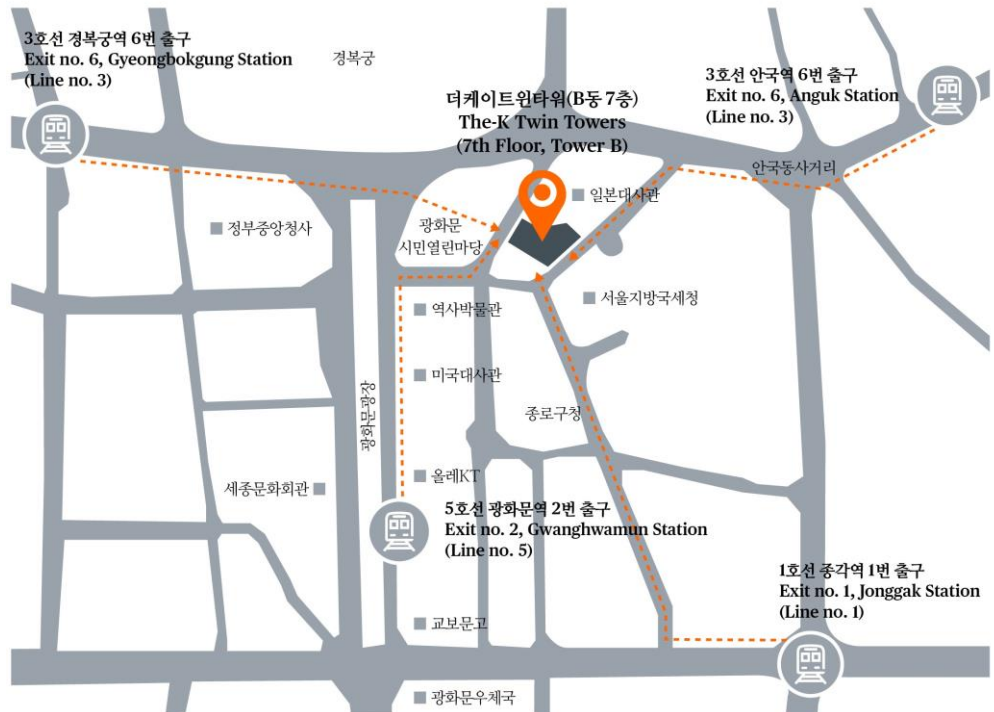 3호선 경복궁역 6번 출구
Exit no. 6, Gyeongbokgung Station
(Line no. 3)
경복궁
3호선 안국역 6번 출구
Exit no. 6, Anguk Station
(Line no. 3)
더케이트윈타워(B동 7층)
The-K Twin Towers
(7th Floor, Tower B)
안국동사거리
일본대사관
정부중앙청사
광화문
시민열린마당
서울지방국세청
역사박물관
미국대사관
광화문광장
종로구청
올레KT
세종문화회관
5호선 광화문역 2번 출구
Exit no. 2, Gwanghwamun Station
(Line no. 5)
1호선 종각역 1번 출구
Exit no. 1, Jonggak Station
(Line no. 1)
교보문고
광화문우체국